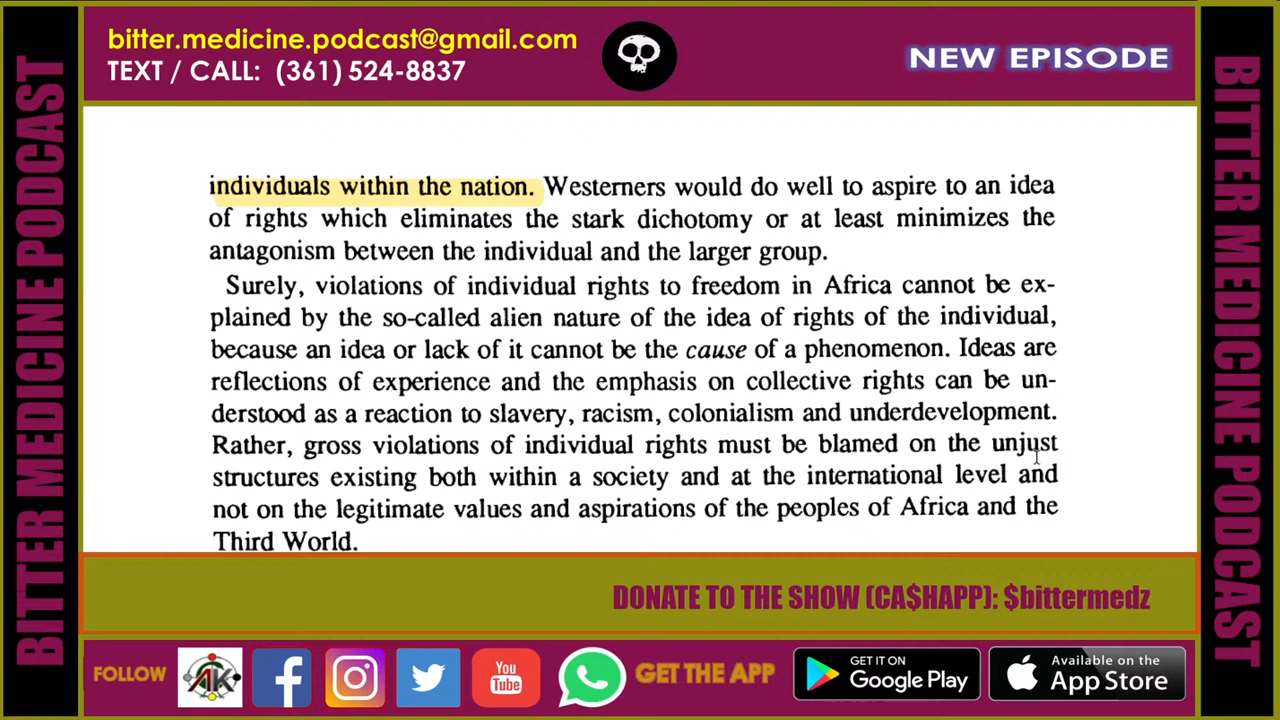 bitter.medicine.podcast@gmail.com
TEXT / CALL: (361) 524-8837
NEW EPISODE
BITTER MEDICINE PODCAST
individuals within the nation. Westerners would do well to aspire to an idea
of rights which eliminates the stark dichotomy or at least minimizes the
antagonism between the individual and the larger group.
Surely, violations of individual rights to freedom in Africa cannot be ex-
plained by the so-called alien nature of the idea of rights of the individual,
because an idea or lack of it cannot be the cause of a phenomenon. Ideas are
reflections of experience and the emphasis on collective rights can be un-
derstood as a reaction to slavery, racism, colonialism and underdevelopment.
Rather, gross violations of individual rights must be blamed on the unjust
structures existing both within a society and at the international level and
not on the legitimate values and aspirations of the peoples of Africa and the
Third World.
BITTER MEDICINE PODCAST
DONATE TO THE SHOW (CA$HAPP): $bittermedz
FOLLOW
ATK
You
Tube
GET THE APP
GET IT ON
Google Play
Available on the
App Store